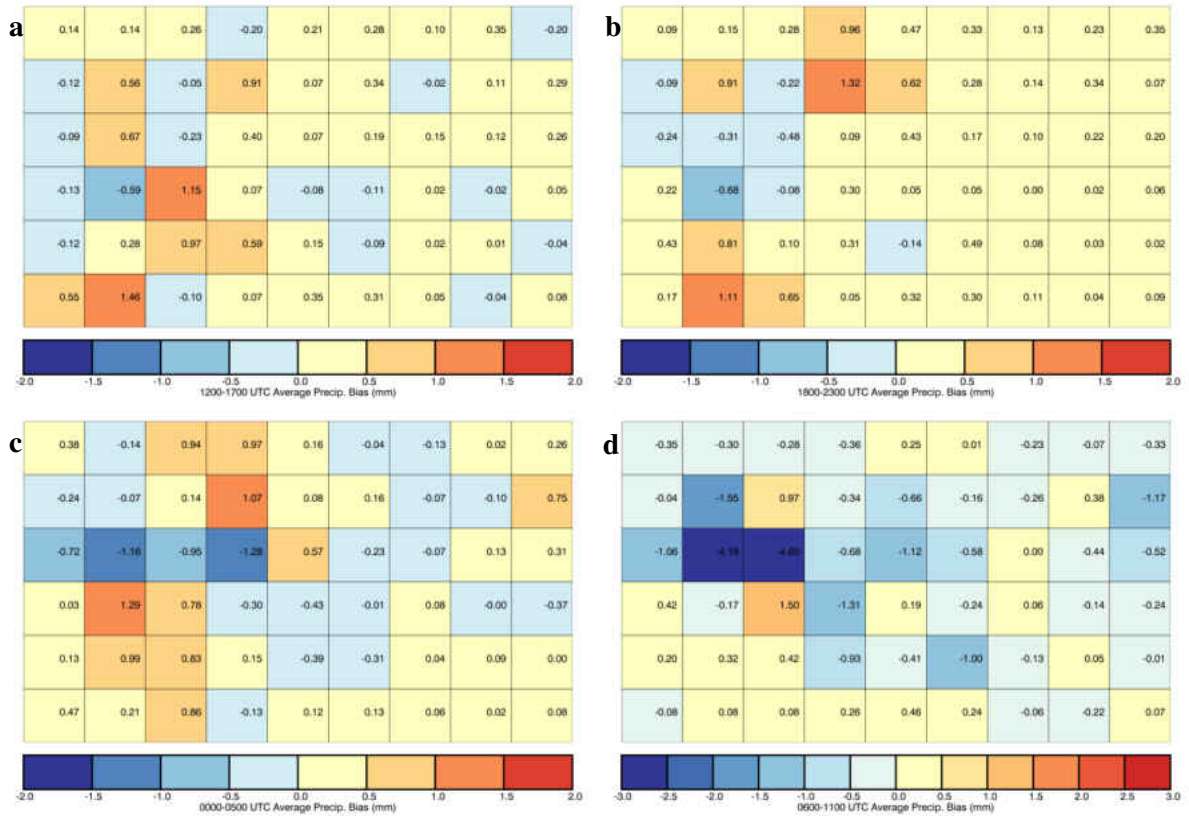 a
0.14 0.14 0.26 -0.20 0.21 0.28 0.10 0.35 -0.20
-0.12 0.56 -0.05 0.91 0.07 0.34 -0.02 0.11 0.29
-0.09 0.67 -0.23 0.40 0.07 0.19 0.15 0.12 0.26
-0.13 -0.59 1.15 0.07 -0.08 -0.11 0.02 -0.02 0.05
-0.12 0.28 0.97 0.59 0.15 -0.09 0.02 0.01 -0.04
0.55 1.46 -0.10 0.07 0.35 0.31 0.05 -0.04 0.08
-2.0 -1.5 -1.0 -0.5 0.0 0.5 1.0 1.5 2.0
1200-1700 UTC Average Precip. Bias (mm)
b
0.09 0.15 0.28 0.96 0.47 0.33 0.13 0.23 0.35
-0.09 0.91 -0.22 1.32 0.62 0.28 0.14 0.34 0.07
-0.24 -0.31 -0.48 0.09 0.43 0.17 0.10 0.22 0.20
0.22 -0.68 -0.08 0.30 0.05 0.05 0.00 0.02 0.06
0.43 0.81 0.10 0.31 -0.14 0.49 0.08 0.03 0.02
0.17 1.11 0.65 0.05 0.32 0.30 0.11 0.04 0.09
-2.0 -1.5 -1.0 -0.5 0.0 0.5 1.0 1.5 2.0
1800-2300 UTC Average Precip. Bias (mm)
c
0.38 -0.14 0.94 0.97 0.16 -0.04 -0.13 0.02 0.26
-0.24 -0.07 0.14 1.07 0.08 0.16 -0.07 -0.10 0.75
-0.72 -1.16 -0.95 -1.28 0.57 -0.23 -0.07 0.13 0.31
0.03 1.29 0.78 -0.30 -0.43 -0.01 0.08 -0.00 -0.37
0.13 0.99 0.83 0.15 -0.39 -0.31 0.04 0.09 0.00
0.47 0.21 0.86 -0.13 0.12 0.13 0.06 0.02 0.08
-2.0 -1.5 -1.0 -0.5 0.0 0.5 1.0 1.5 2.0
0000-0500 UTC Average Precip. Bias (mm)
d
-0.35 -0.30 -0.28 -0.36 0.25 0.01 -0.23 -0.07 -0.33
-0.04 -1.55 0.97 -0.34 -0.66 -0.16 -0.26 0.38 -1.17
-1.06 -0.68 -1.12 -0.58 0.00 -0.44 -0.52
0.42 -0.17 1.50 -1.31 0.19 -0.24 0.06 -0.14 -0.24
0.20 0.32 0.42 -0.93 -0.41 -1.00 -0.13 0.05 -0.01
-0.08 0.08 0.08 0.26 0.46 0.24 -0.06 -0.22 0.07
-3.0 -2.5 -2.0 -1.5 -1.0 -0.5 0.0 0.5 1.0 1.5 2.0 2.5 3.0
0600-1100 UTC Average Precip. Bias (mm)